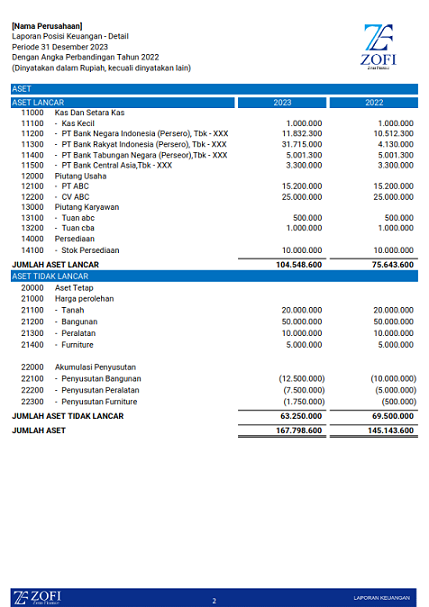 [Nama Perusahaan]
Laporan Posisi Keuangan - Detail
Periode 31 Desember 2023
Dengan Angka Perbandingan Tahun 2022
(Dinyatakan dalam Rupiah, kecuali dinyatakan lain)
ZOFI
ASET
ASET LANCAR 2023 2022
11000 Kas Dan Setara Kas
11100 - Kas Kecil 1.000.000 1.000.000
11200 - PT Bank Negara Indonesia (Persero), Tbk - XXX 11.832.300 10.512.300
11300 - PT Bank Rakyat Indonesia (Persero), Tbk - XXX 31.715.000 4.130.000
11400 - PT Bank Tabungan Negara (Perseor),Tbk - XXX 5.001.300 5.001.300
11500 - PT Bank Central Asia,Tbk - XXX 3.300.000 3.300.000
12000 Piutang Usaha
12100 - PT ABC 15.200.000 15.200.000
12200 - CV ABC 25.000.000 25.000.000
13000 Piutang Karyawan
13100 - Tuan abc 500.000 500.000
13200 - Tuan cba 1.000.000 1.000.000
14000 Persediaan
14100 - Stok Persediaan 10.000.000 10.000.000
JUMLAH ASET LANCAR 104.548.600 75.643.600
ASET TIDAK LANCAR
20000 Aset Tetap
21000 Harga perolehan
21100 - Tanah 20.000.000 20.000.000
21200 - Bangunan 50.000.000 50.000.000
21300 - Peralatan 10.000.000 10.000.000
21400 - Furniture 5.000.000 5.000.000
22000 Akumulasi Penyusutan
22100 - Penyusutan Bangunan (12.500.000) (10.000.000)
22200 - Penyusutan Peralatan (7.500.000) (5.000.000)
22300 - Penyusutan Furniture (1.750.000) (500.000)
JUMLAH ASET TIDAK LANCAR 63.250.000 69.500.000
JUMLAH ASET 167.798.600 145.143.600
ZOFI 2 LAPORAN KEUANGAN